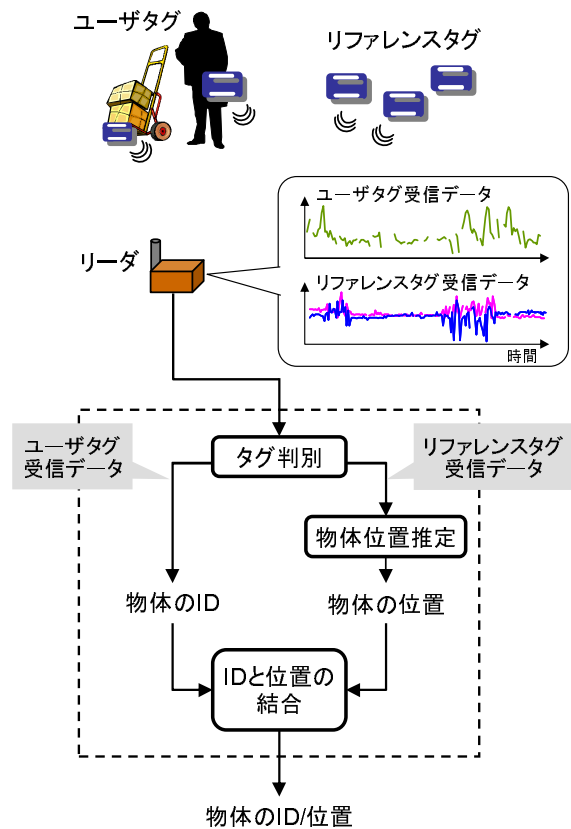 ユーザタグ
リファレンスタグ
ユーザタグ受信データ
リーダ
リファレンスタグ受信データ
時間
ユーザタグ
受信データ
タグ判別
リファレンスタグ
受信データ
物体位置推定
物体のID
物体の位置
IDと位置の
結合
物体のID/位置